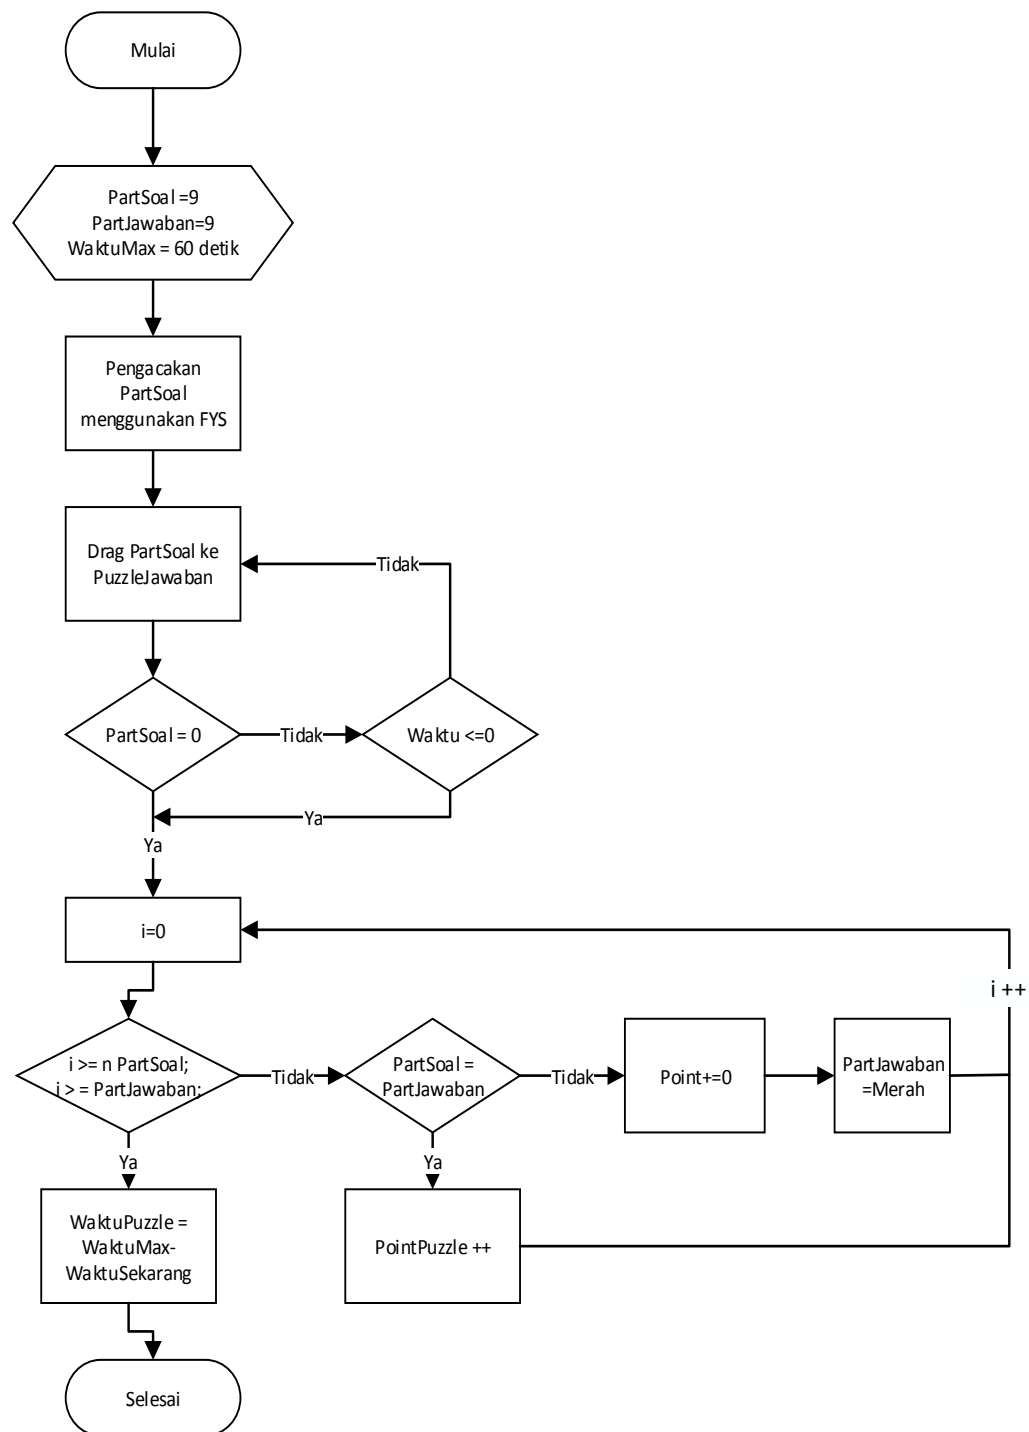 Mulai
PartSoal =9
PartJawaban=9
WaktuMax = 60 detik
Pengacakan
PartSoal
menggunakan FYS
Drag PartSoal ke
PuzzleJawaban
Tidak
PartSoal = 0
Tidak
Waktu <=0
Ya
Ya
i=0
i ++
i >= n PartSoal;
i > = PartJawaban;
Tidak
PartSoal =
PartJawaban
Tidak
Point+=0
PartJawaban
=Merah
Ya
Ya
WaktuPuzzle =
WaktuMax-
WaktuSekarang
PointPuzzle ++
Selesai